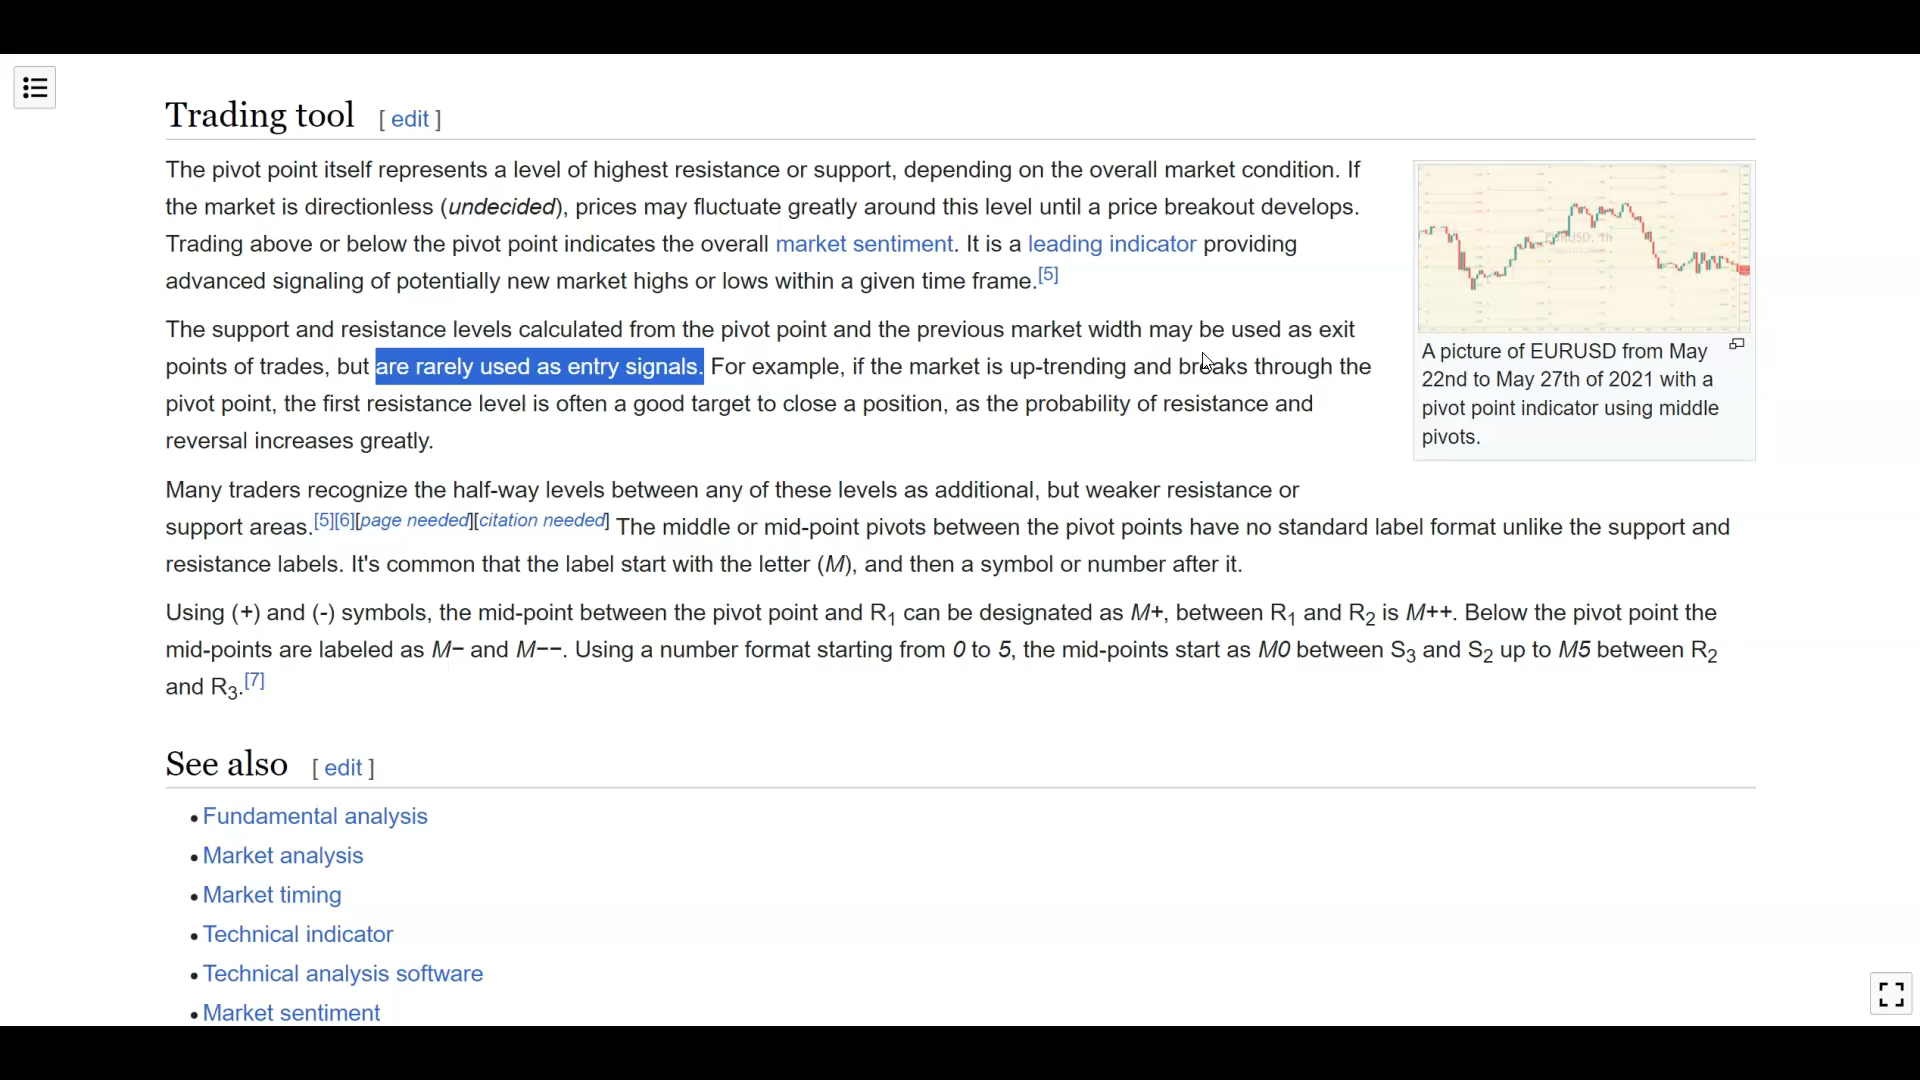 Trading tool [ edit ]
The pivot point itself represents a level of highest resistance or support, depending on the overall market condition. If
the market is directionless (undecided), prices may fluctuate greatly around this level until a price breakout develops.
Trading above or below the pivot point indicates the overall market sentiment. It is a leading indicator providing
advanced signaling of potentially new market highs or lows within a given time frame.[5]
The support and resistance levels calculated from the pivot point and the previous market width may be used as exit
points of trades, but are rarely used as entry signals. For example, if the market is up-trending and breaks through the
pivot point, the first resistance level is often a good target to close a position, as the probability of resistance and
reversal increases greatly.
EURUSD, 1h
A picture of EURUSD from May
22nd to May 27th of 2021 with a
pivot point indicator using middle
pivots.
Many traders recognize the half-way levels between any of these levels as additional, but weaker resistance or
support areas.[5][6][page needed][citation needed] The middle or mid-point pivots between the pivot points have no standard label format unlike the support and
resistance labels. It's common that the label start with the letter (M), and then a symbol or number after it.
Using (+) and (-) symbols, the mid-point between the pivot point and R1 can be designated as M+, between R1 and R2 is M++. Below the pivot point the
mid-points are labeled as M− and M−−. Using a number format starting from 0 to 5, the mid-points start as M0 between S3 and S2 up to M5 between R2
and R3.[7]
See also [ edit ]
• Fundamental analysis
• Market analysis
• Market timing
• Technical indicator
• Technical analysis software
• Market sentiment